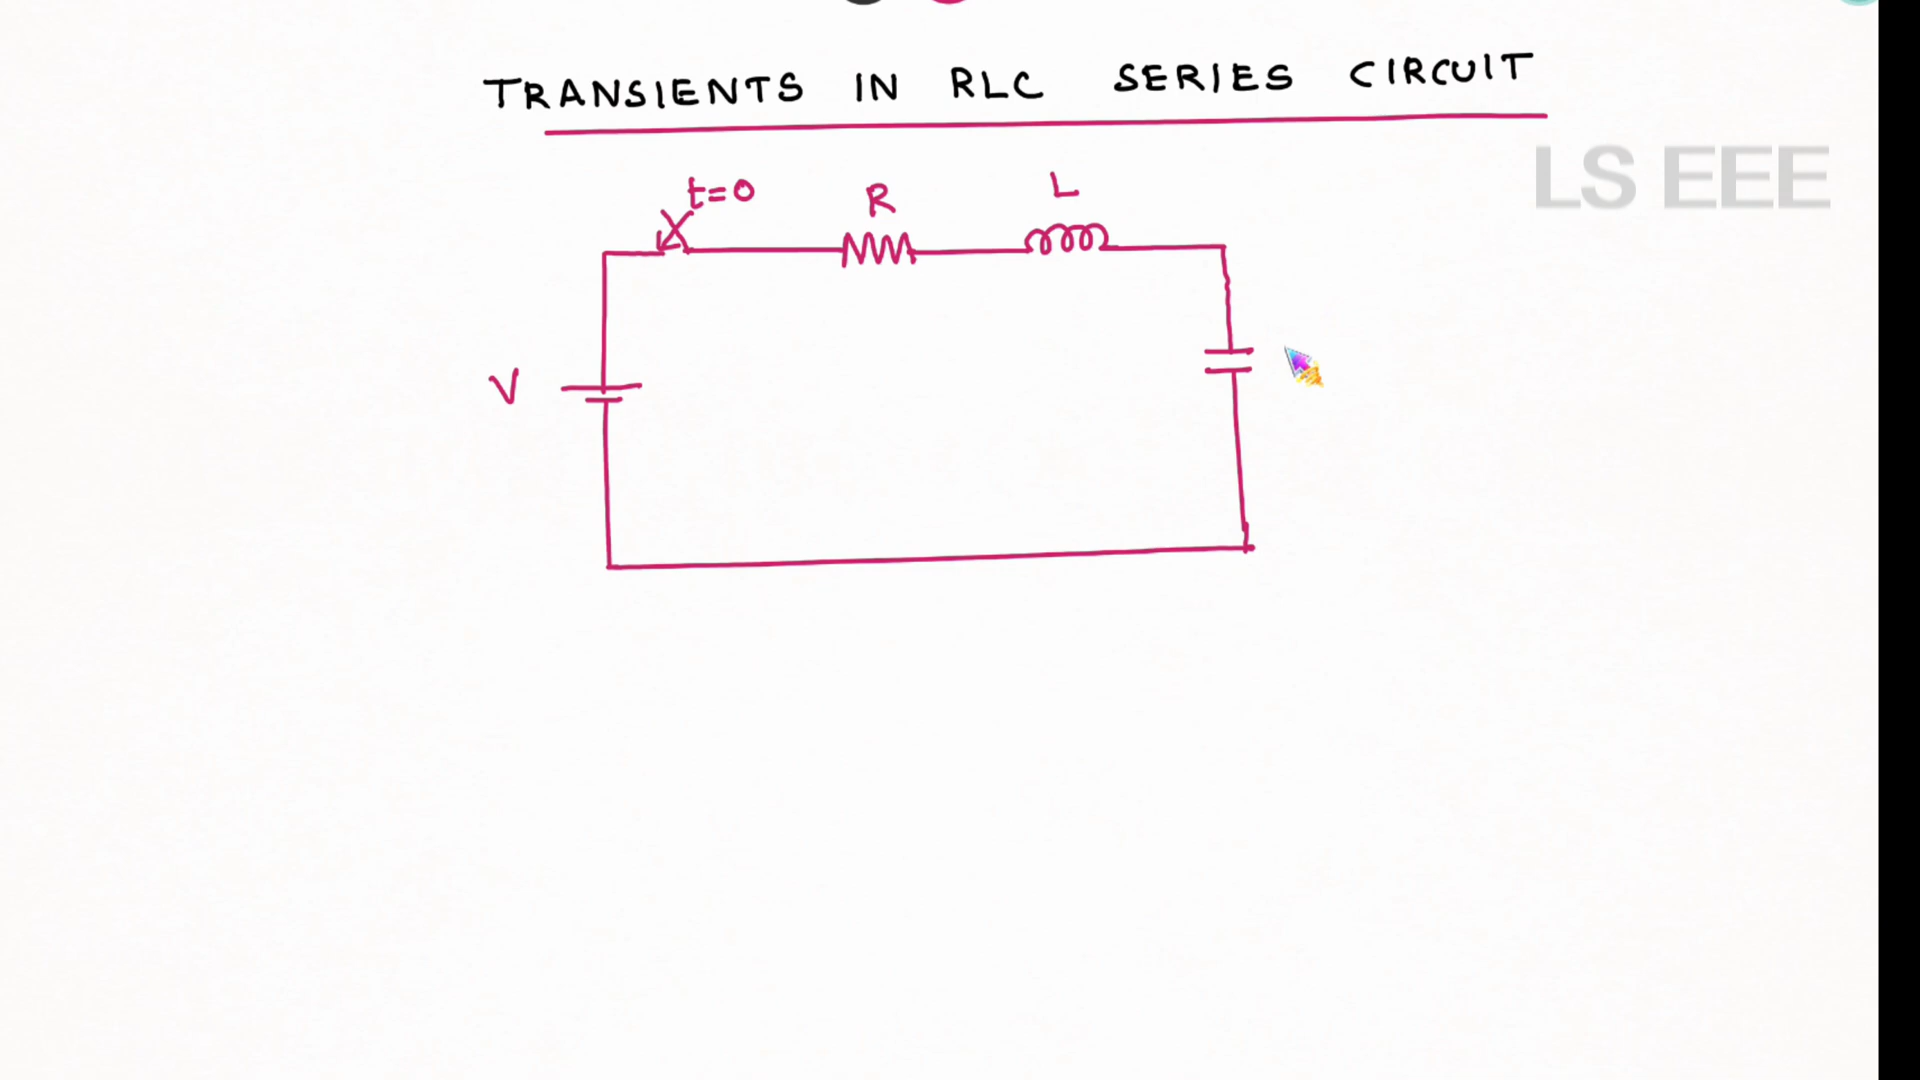 TRANSIENTS IN RLC SERIES CIRCUIT
LS EEE
t=0
R
L
V